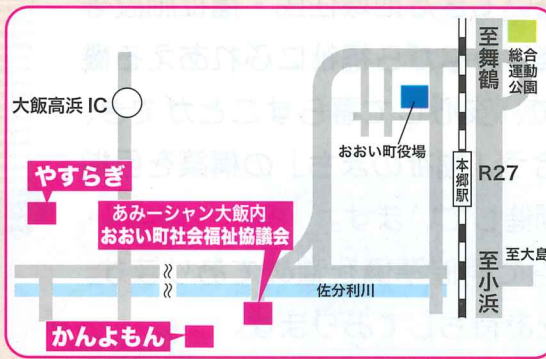 至舞鶴
総合
運動
公園
大飯高浜 IC
おおい町役場
本郷駅
R27
やすらぎ
あみーシャン大飯内
おおい町社会福祉協議会
至大島
佐分利川
至小浜
かんよもん